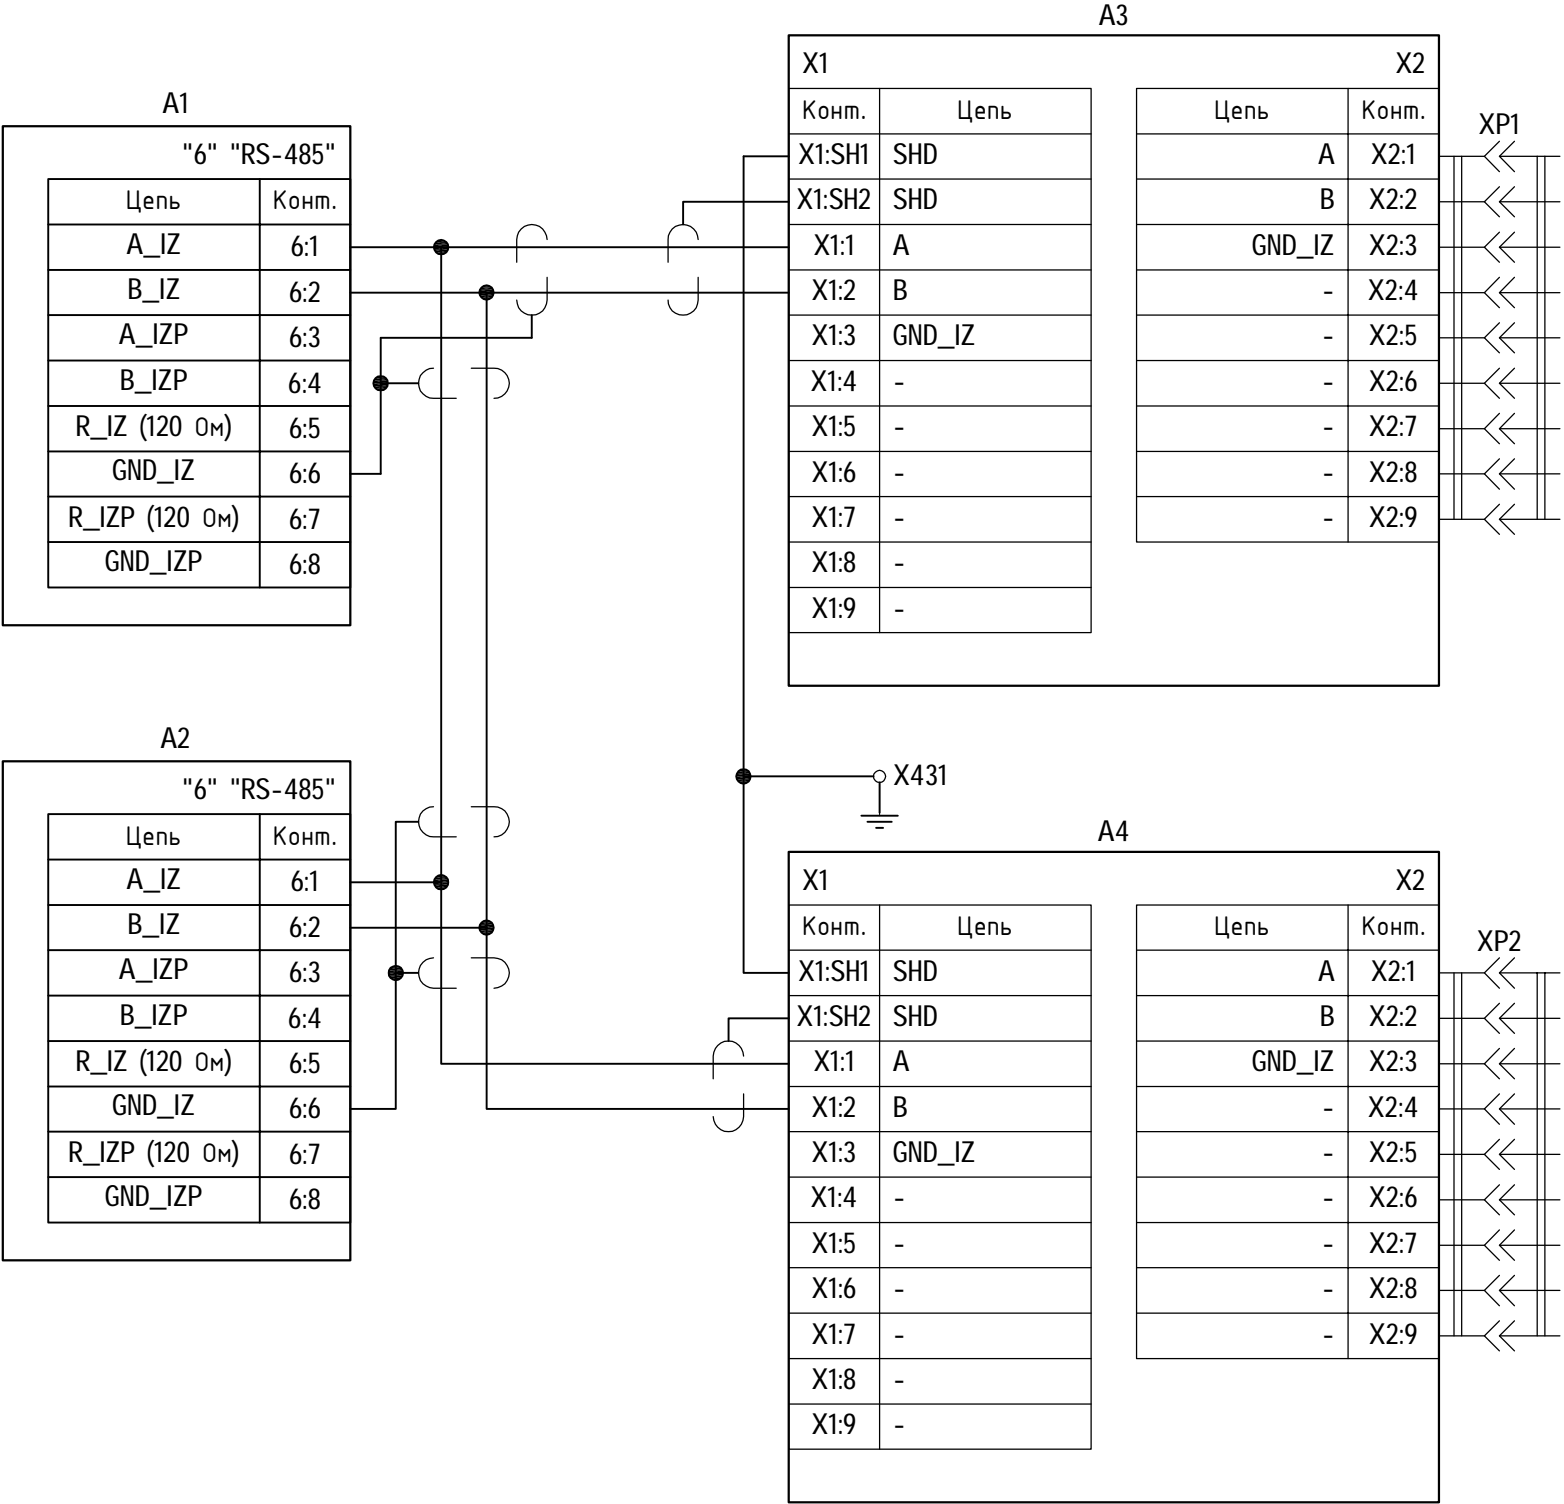 A3
X1 X2
Конт. Цепь Цепь Конт.
X1:SH1 SHD A X2:1
X1:SH2 SHD B X2:2
X1:1 A GND_IZ X2:3
X1:2 B - X2:4
X1:3 GND_IZ - X2:5
X1:4 - - X2:6
X1:5 - - X2:7
X1:6 - - X2:8
X1:7 - - X2:9
X1:8 -
X1:9 -
XP1
A1
"6" "RS-485"
Цепь Конт.
A_IZ 6:1
B_IZ 6:2
A_IZP 6:3
B_IZP 6:4
R_IZ (120 Ом) 6:5
GND_IZ 6:6
R_IZP (120 Ом) 6:7
GND_IZP 6:8
A2
"6" "RS-485"
Цепь Конт.
A_IZ 6:1
B_IZ 6:2
A_IZP 6:3
B_IZP 6:4
R_IZ (120 Ом) 6:5
GND_IZ 6:6
R_IZP (120 Ом) 6:7
GND_IZP 6:8
X431
A4
X1 X2
Конт. Цепь Цепь Конт.
X1:SH1 SHD A X2:1
X1:SH2 SHD B X2:2
X1:1 A GND_IZ X2:3
X1:2 B - X2:4
X1:3 GND_IZ - X2:5
X1:4 - - X2:6
X1:5 - - X2:7
X1:6 - - X2:8
X1:7 - - X2:9
X1:8 -
X1:9 -
XP2